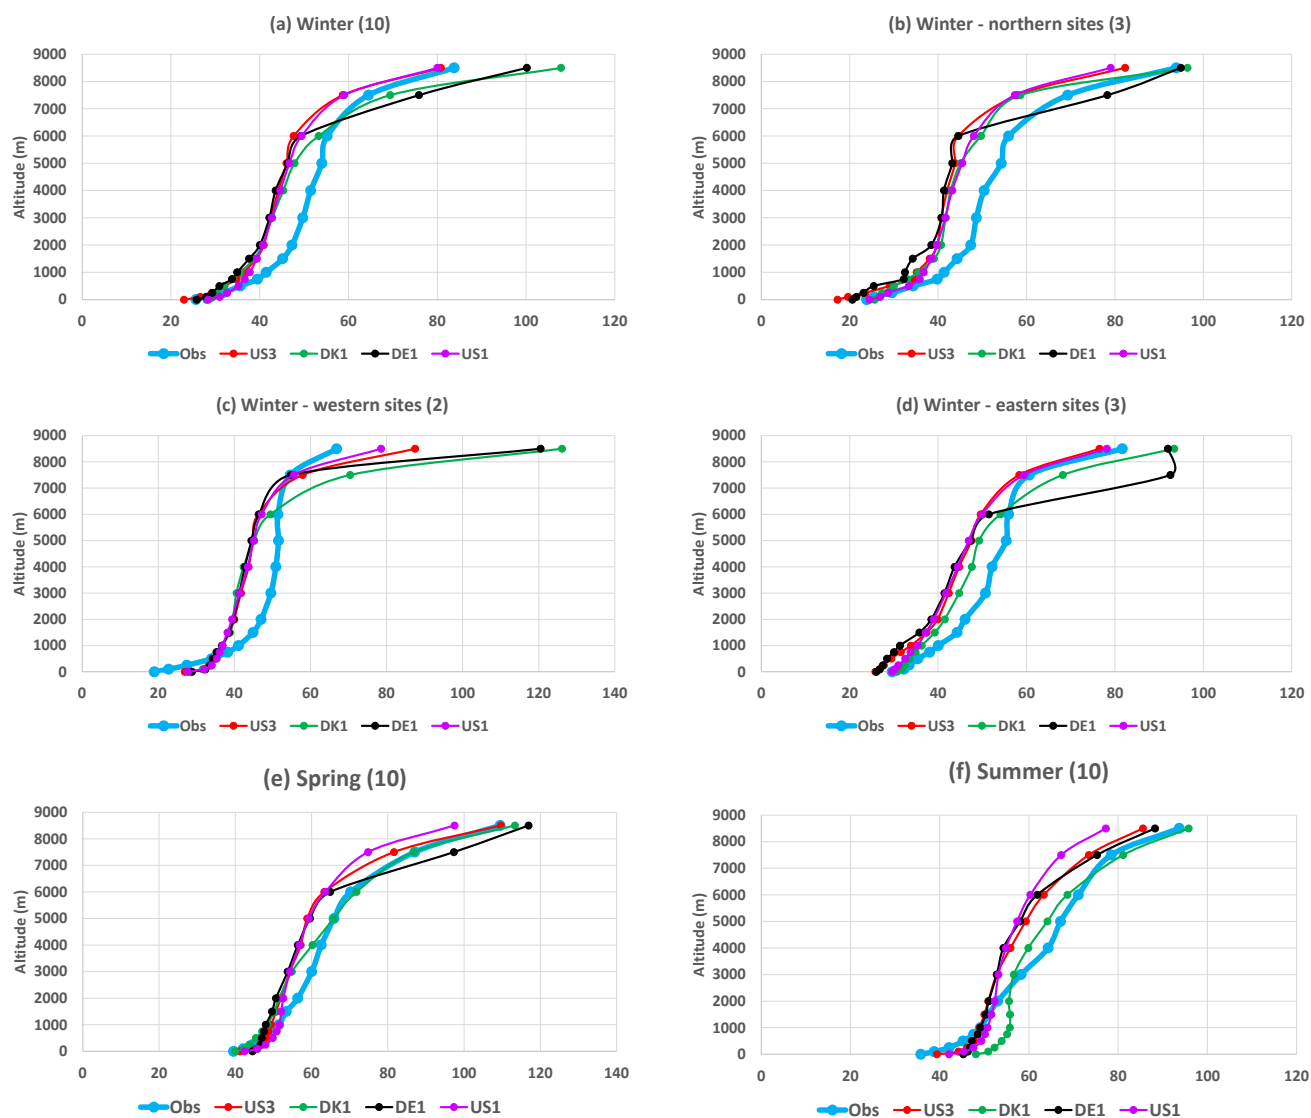 (a) Winter (10)
Altitude (m)
9000
8000
7000
6000
5000
4000
3000
2000
1000
0
0 20 40 60 80 100 120
Obs US3 DK1 DE1 US1
(b) Winter - northern sites (3)
9000
8000
7000
6000
5000
4000
3000
2000
1000
0
0 20 40 60 80 100 120
Obs US3 DK1 DE1 US1
(c) Winter - western sites (2)
Altitude (m)
9000
8000
7000
6000
5000
4000
3000
2000
1000
0
0 20 40 60 80 100 120 140
Obs US3 DK1 DE1 US1
(d) Winter - eastern sites (3)
9000
8000
7000
6000
5000
4000
3000
2000
1000
0
0 20 40 60 80 100 120
Obs US3 DK1 DE1 US1
(e) Spring (10)
Altitude (m)
9000
8000
7000
6000
5000
4000
3000
2000
1000
0
0 20 40 60 80 100 120 140
Obs US3 DK1 DE1 US1
(f) Summer (10)
Altitude (m)
9000
8000
7000
6000
5000
4000
3000
2000
1000
0
0 20 40 60 80 100 120
Obs US3 DK1 DE1 US1